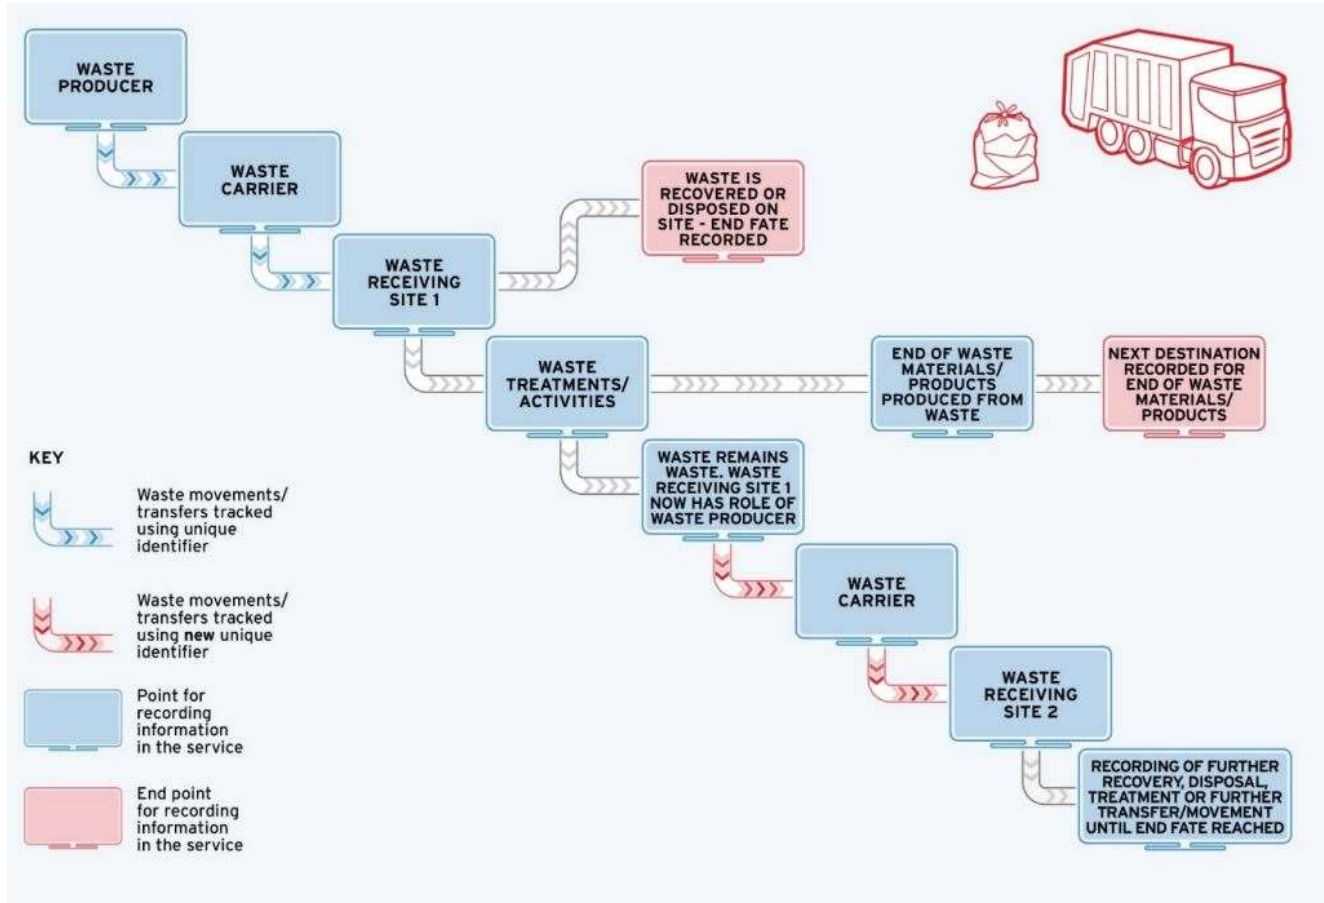 WASTE
PRODUCER
WASTE
CARRIER
WASTE
RECEIVING
SITE 1
WASTE IS
RECOVERED OR
DISPOSED ON
SITE - END FATE
RECORDED
WASTE
TREATMENTS/
ACTIVITIES
END OF WASTE
MATERIALS/
PRODUCTS
PRODUCED FROM
WASTE
NEXT DESTINATION
RECORDED FOR
END OF WASTE
MATERIALS/
PRODUCTS
WASTE REMAINS
WASTE. WASTE
RECEIVING SITE 1
NOW HAS ROLE OF
WASTE PRODUCER
WASTE
CARRIER
WASTE
RECEIVING
SITE 2
RECORDING OF FURTHER
RECOVERY, DISPOSAL,
TREATMENT OR FURTHER
TRANSFER/MOVEMENT
UNTIL END FATE REACHED
KEY
Waste movements/
transfers tracked
using unique
identifier
Waste movements/
transfers tracked
using new unique
identifier
Point for
recording
information
in the service
End point
for recording
information
in the service